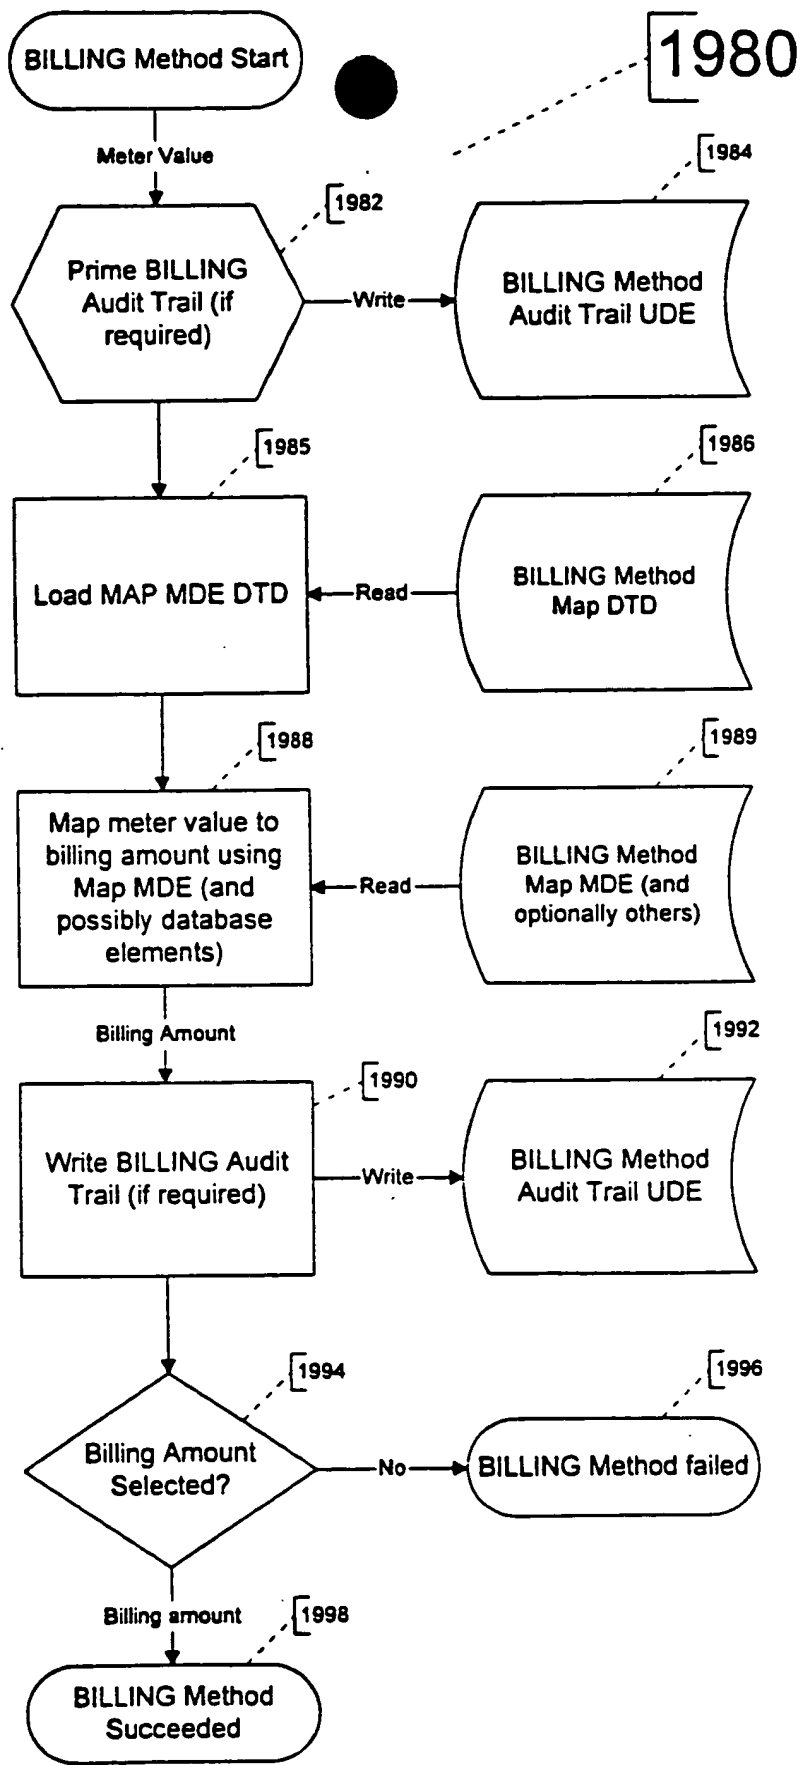 BILLING Method Start
1980
Meter Value
1982
1984
Prime BILLING
Audit Trail (if
required)
Write
BILLING Method
Audit Trail UDE
1985
1986
Load MAP MDE DTD
Read
BILLING Method
Map DTD
1988
1989
Map meter value to
billing amount using
Map MDE (and
possibly database
elements)
Read
BILLING Method
Map MDE (and
optionally others)
Billing Amount
1992
1990
Write BILLING Audit
Trail (if required)
Write
BILLING Method
Audit Trail UDE
1994
1996
Billing Amount
Selected?
No
BILLING Method failed
Billing amount
1998
BILLING Method
Succeeded